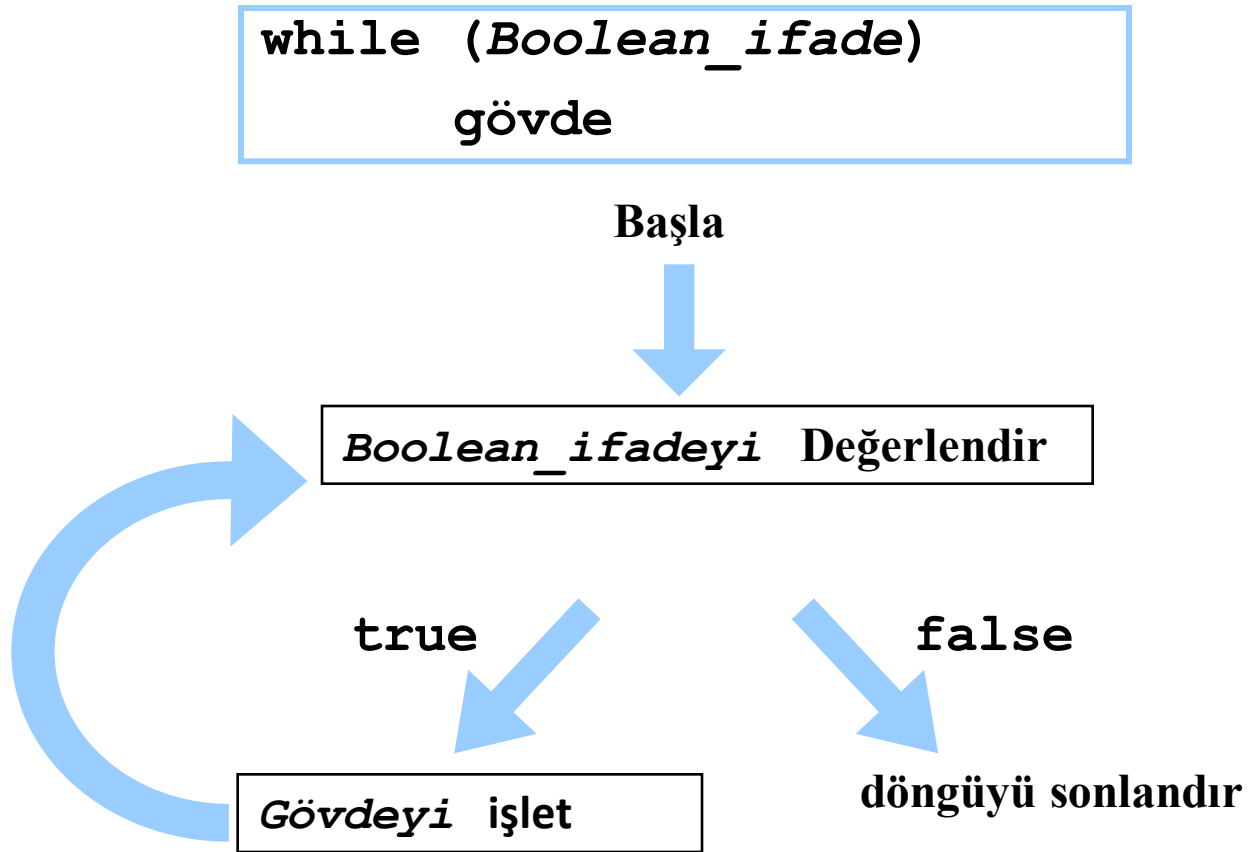 while (Boolean_ifade)
gövde
Başla
Boolean_ifadeyi Değerlendir
true
false
Gövdeyi işlet
döngüyü sonlandır